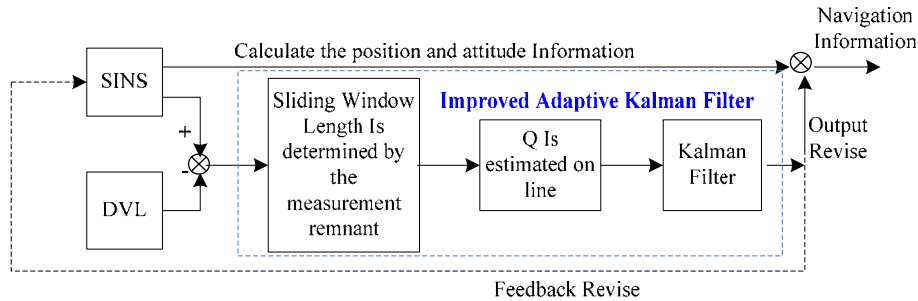 Navigation
Information
Calculate the position and attitude Information
SINS
Improved Adaptive Kalman Filter
Sliding Window
Length Is
determined by
the
measurement
remnant
+
-
Q Is
estimated on
line
Kalman
Filter
Output
Revise
DVL
Feedback Revise